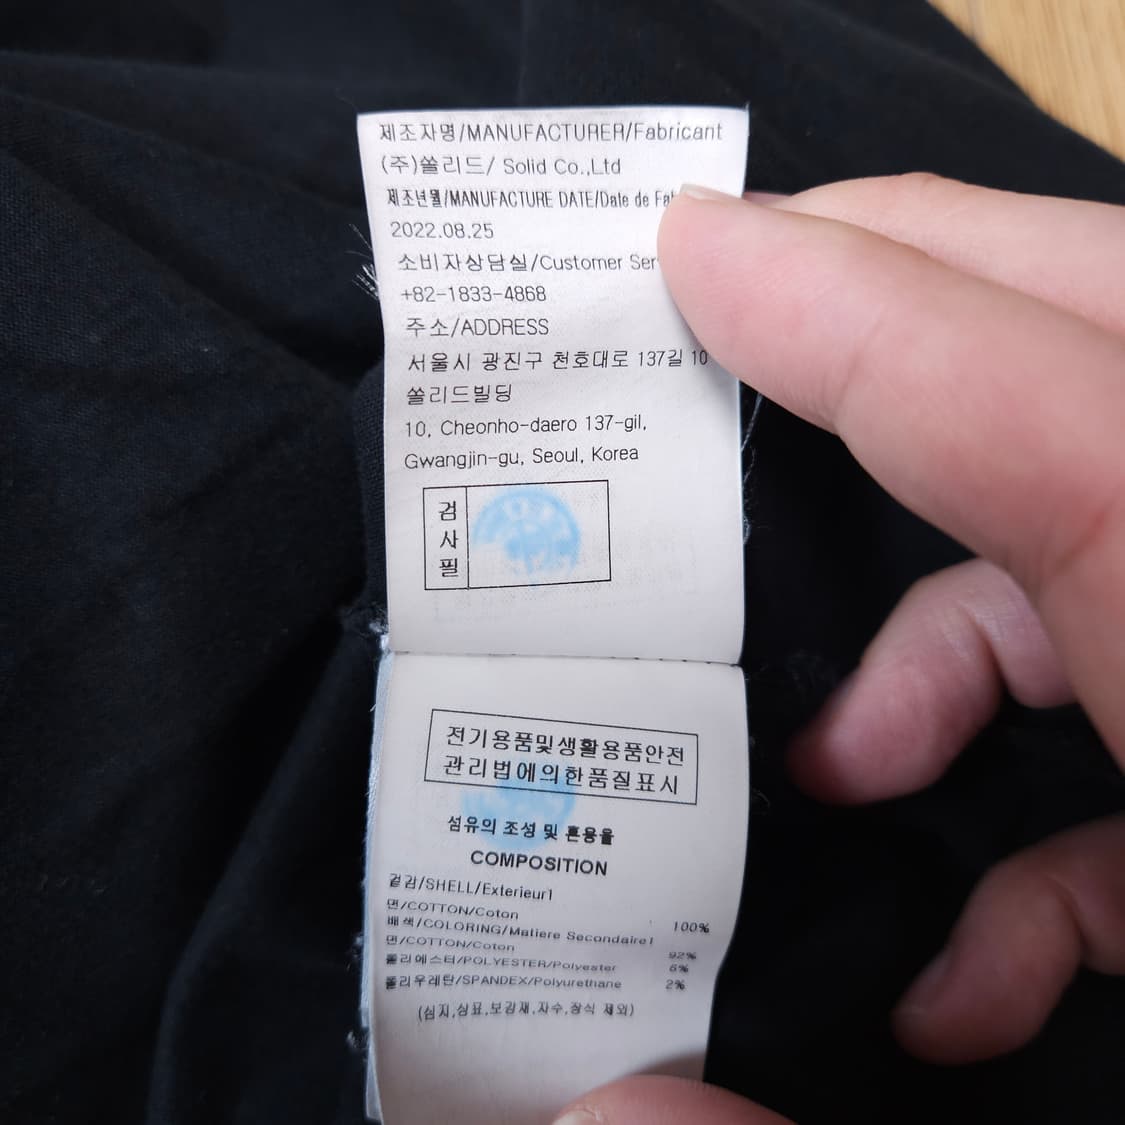 제조자명/MANUFACTURER/Fabricant
(주)쏠리드/ Solid Co.,Ltd
제조년월/MANUFACTURE DATE/Date de
2022.08.25
소비자상담실/Customer
+82-1833-4868
주소/ADDRESS
서울시 광진구 천호대로 137길 10
쏠리드빌딩
10, Cheonho-daero 137-gil,
Gwangjin-gu, Seoul, Korea
검사필
전기용품및생활용품안전
관리법에의한품질표시
섬유의 조성 및 혼용율
COMPOSITION
겉감/SHELL/Exterieur1
면/COTTON/Coton 100%
배색/COLORING/Matiere Secondaire1
면/COTTON/Coton 92%
폴리에스터/POLYESTER/Polyester 6%
폴리우레탄/SPANDEX/Polyurethane 2%
(심지,상표,보강재,자수,장식 제외)